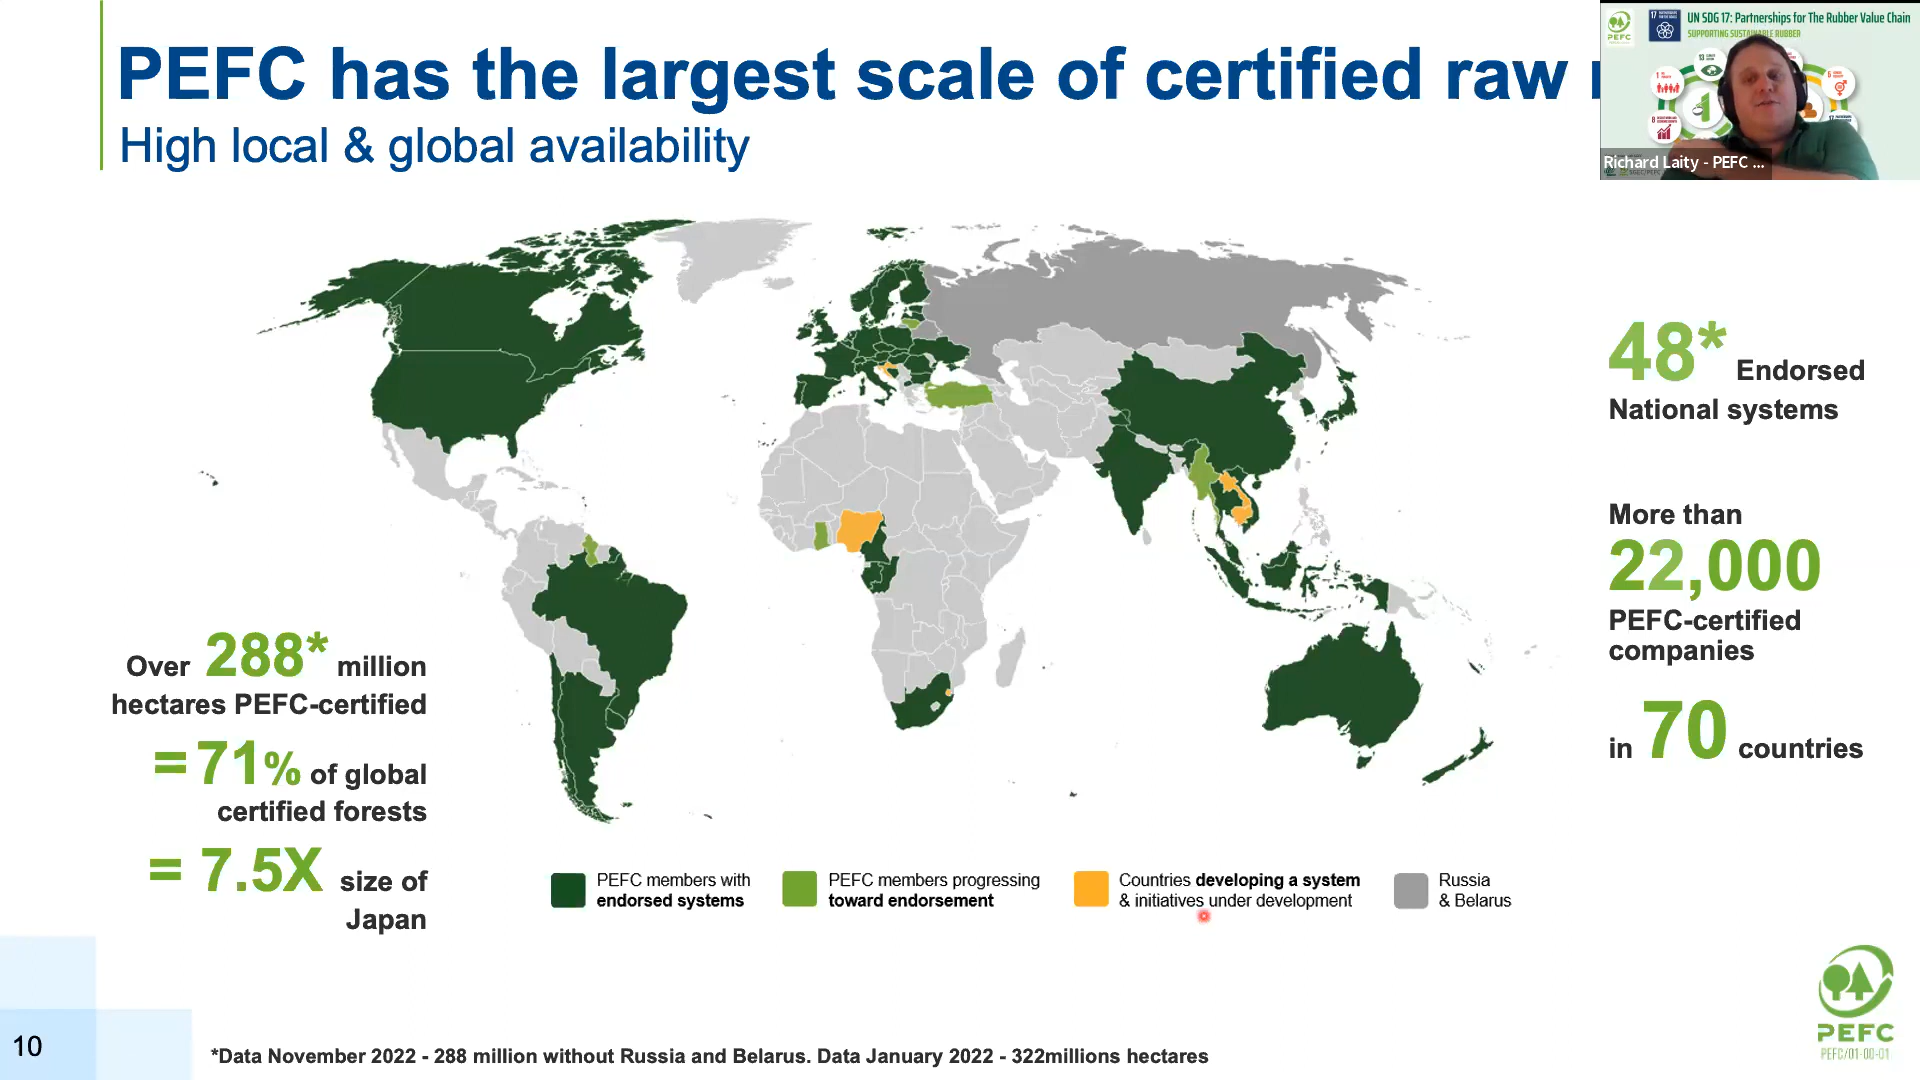 PEFC has the largest scale of certified raw
High local & global availability
UN SDG 17: Partnerships for The Rubber Value Chain
SUPPORTING SUSTAINABLE RUBBER
PEFC
Richard Laity - PEFC ...
48* Endorsed
National systems
More than
22,000
PEFC-certified
companies
in 70 countries
Over 288* million
hectares PEFC-certified
= 71% of global
certified forests
= 7.5X size of
Japan
PEFC members with
endorsed systems
PEFC members progressing
toward endorsement
Countries developing a system
& initiatives under development
Russia
& Belarus
PEFC
PEFC/01-00-01
10
*Data November 2022 - 288 million without Russia and Belarus. Data January 2022 - 322millions hectares